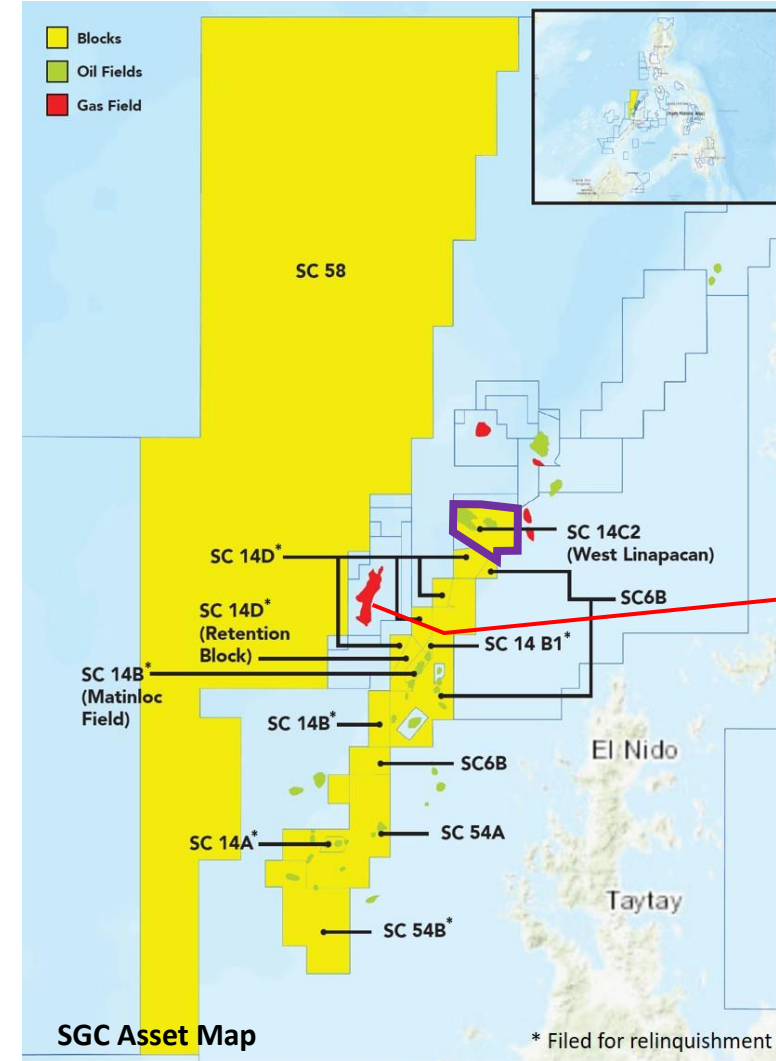 Blocks
Oil Fields
Gas Field
SC 58
SC 14C2
(West Linapacan)
SC 14D*
SC6B
SC 14D*
(Retention
Block)
SC 14 B1*
SC 14B*
(Matinloc
Field)
SC 14B*
El Nido
SC6B
SC 14A*
SC 54A
Taytay
SC 54B*
SGC Asset Map
* Filed for relinquishment